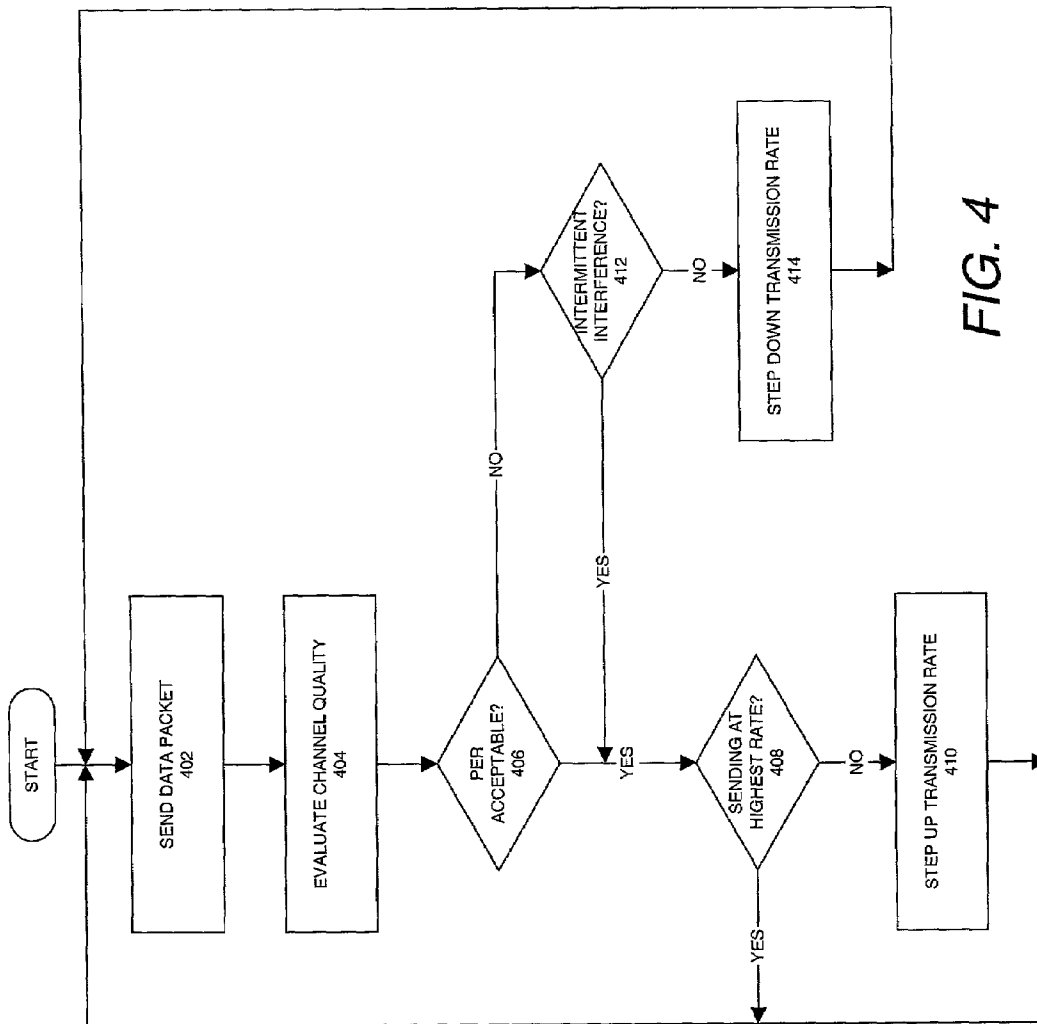 START
SEND DATA PACKET
402
EVALUATE CHANNEL QUALITY
404
PER
ACCEPTABLE?
406
NO
YES
INTERMITTENT
INTERFERENCE?
412
YES
NO
STEP DOWN TRANSMISSION RATE
414
SENDING AT
HIGHEST RATE?
408
YES
NO
STEP UP TRANSMISSION RATE
410
FIG. 4